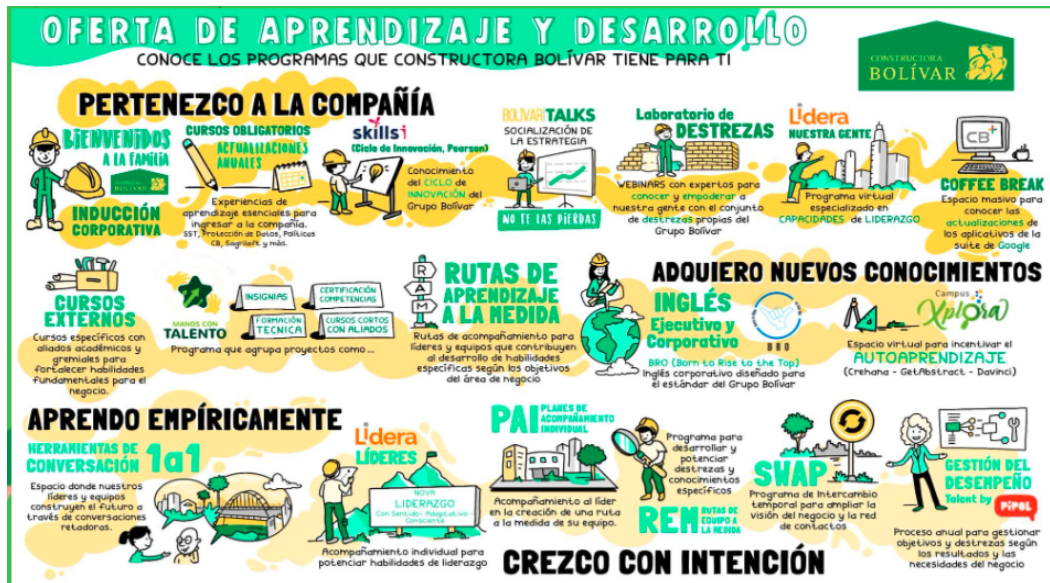 OFERTA DE APRENDIZAJE Y DESARROLLO
CONOCE LOS PROGRAMAS QUE CONSTRUCTORA BOLÍVAR TIENE PARA TI
CONSTRUCTORA
BOLÍVAR
PERTENEZCO A LA COMPAÑÍA
BIENVENIDOS
A LA FAMILIA
BOLÍVAR
INDUCCIÓN
CORPORATIVA
CURSOS OBLIGATORIOS
ACTUALIZACIONES
ANUALES
Experiencias de
aprendizaje esenciales para
ingresar a la compañía.
SST, Protección de Datos, Políticas
CB, Sagrilaft y más.
skills
(Ciclo de Innovación, Pearson)
Conocimiento
del CICLO de
INNOVACIÓN del
Grupo Bolívar
BOLÍVAR TALKS
SOCIALIZACIÓN DE
LA ESTRATEGIA
NO TE LAS PIERDAS
Laboratorio de
DESTREZAS
WEBINARS con expertos para
conocer y empoderar a
nuestra gente con el conjunto
de destrezas propias del
Grupo Bolívar
Lidera
NUESTRA GENTE
Programa virtual
especializado en
CAPACIDADES de LIDERAZGO
CB+
COFFEE BREAK
Espacio masivo para
conocer las
actualizaciones de
los aplicativos de la
suite de Google
CURSOS
EXTERNOS
Cursos específicos con
aliados académicos y
gremiales para
fortalecer habilidades
fundamentales para el
negocio.
MANOS CON
TALENTO
INSIGNIAS
CERTIFICACIÓN
COMPETENCIAS
FORMACIÓN
TECNICA
CURSOS CORTOS
CON ALIADOS
Programa que agrupa proyectos como ...
R
A
M
RUTAS DE
APRENDIZAJE
A LA MEDIDA
Rutas de acompañamiento para
líderes y equipos que contribuyen
al desarrollo de habilidades
específicas según los objetivos
del área de negocio
ADQUIERO NUEVOS CONOCIMIENTOS
INGLÉS
Ejecutivo y
Corporativo
BRO
BRO (Born to Rise to the Top)
Inglés corporativo diseñado para
el estándar del Grupo Bolívar
Campus
Xplora
Espacio virtual para incentivar el
AUTOAPRENDIZAJE
(Crehana - GetAbstract - Davinci)
APRENDO EMPÍRICAMENTE
HERRAMIENTAS DE
CONVERSACIÓN 1a1
Espacio donde nuestros
líderes y equipos
construyen el futuro a
través de conversaciones
retadoras.
Lidera
LÍDERES
NOVA
LIDERAZGO
Con Sentido- Adaptativo -
Consciente
Acompañamiento individual para
potenciar habilidades de liderazgo
PAI PLANES DE
ACOMPAÑAMIENTO
INDIVIDUAL
Acompañamiento al líder
en la creación de una ruta
a la medida de su equipo.
Programa para
desarrollar y
potenciar
destrezas y
conocimientos
específicos
REM RUTAS DE
EQUIPO A
LA MEDIDA
SWAP
Programa de Intercambio
temporal para ampliar la
visión del negocio y la red
de contactos
GESTIÓN DEL
DESEMPEÑO
Talent by
PiPOL
Proceso anual para gestionar
objetivos y destrezas según
los resultados y las
necesidades del negocio
CREZCO CON INTENCIÓN